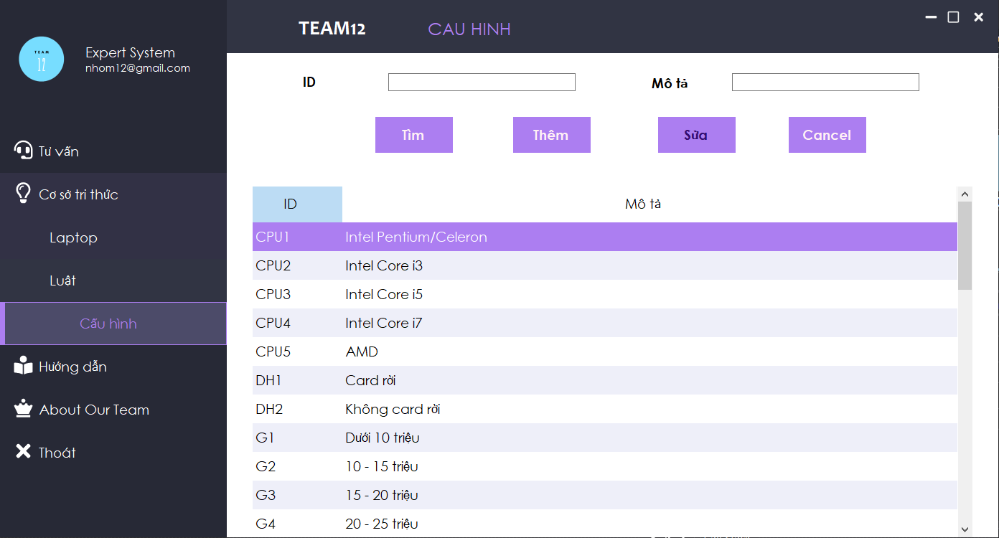 TEAM
12
Expert System
nhom12@gmail.com
Tư vấn
Cơ sở tri thức
Laptop
Luật
Cấu hình
Hướng dẫn
About Our Team
Thoát
TEAM12 CAU HINH
ID Mô tả
Tìm Thêm Sửa Cancel
ID Mô tả
CPU1 Intel Pentium/Celeron
CPU2 Intel Core i3
CPU3 Intel Core i5
CPU4 Intel Core i7
CPU5 AMD
DH1 Card rời
DH2 Không card rời
G1 Dưới 10 triệu
G2 10 - 15 triệu
G3 15 - 20 triệu
G4 20 - 25 triệu